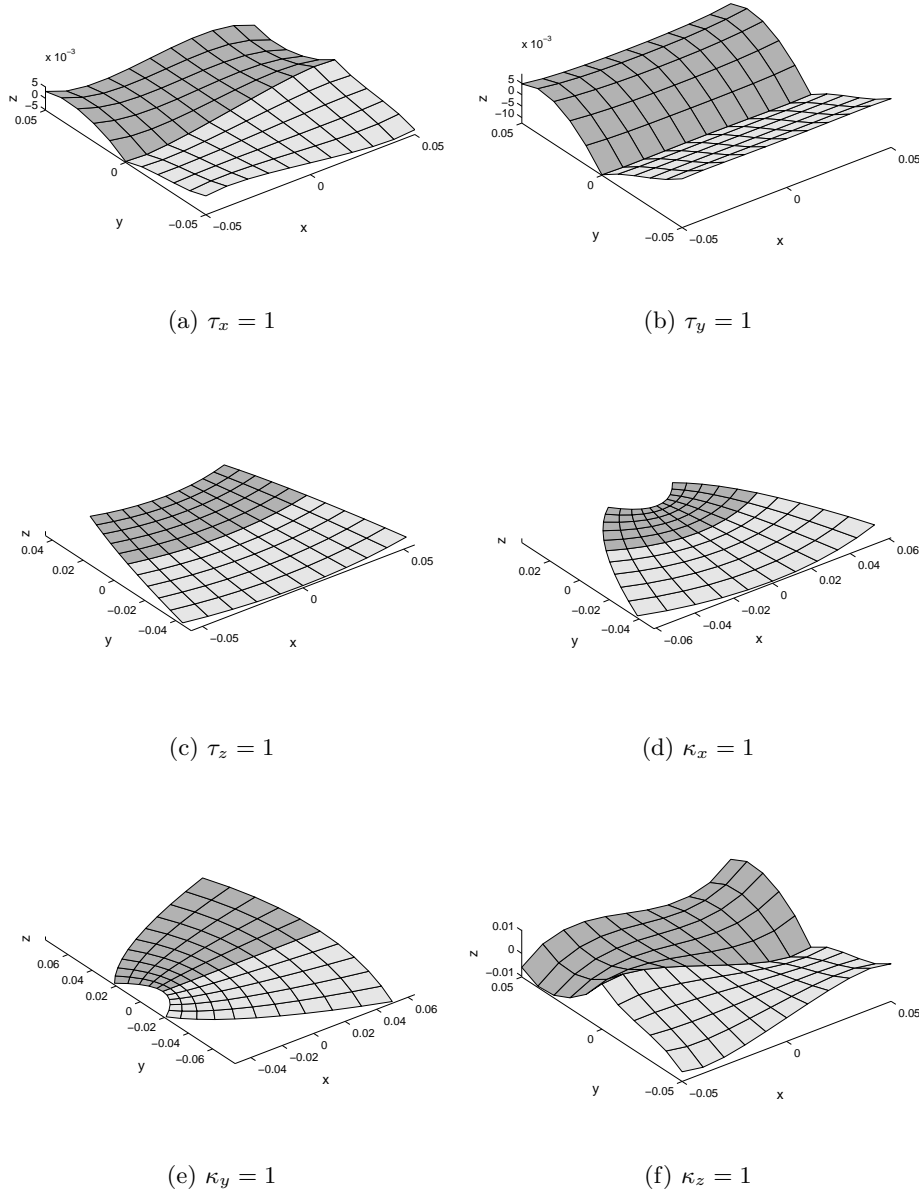 x 10⁻³
5
0
−5
z
0.05
0
−0.05
y
−0.05
0
0.05
x
(a) τx = 1
x 10⁻³
5
0
−5
−10
z
0.05
0
−0.05
y
−0.05
0
0.05
x
(b) τy = 1
z
0.04
0.02
0
−0.02
−0.04
y
−0.05
0
0.05
x
(c) τz = 1
z
0.02
0
−0.02
−0.04
y
−0.06
−0.04
−0.02
0
0.02
0.04
0.06
x
(d) κx = 1
z
0.06
0.04
0.02
0
−0.02
−0.04
−0.06
y
−0.04
−0.02
0
0.02
0.04
0.06
x
(e) κy = 1
0.01
0
−0.01
z
0.05
0
−0.05
y
−0.05
0
0.05
x
(f) κz = 1